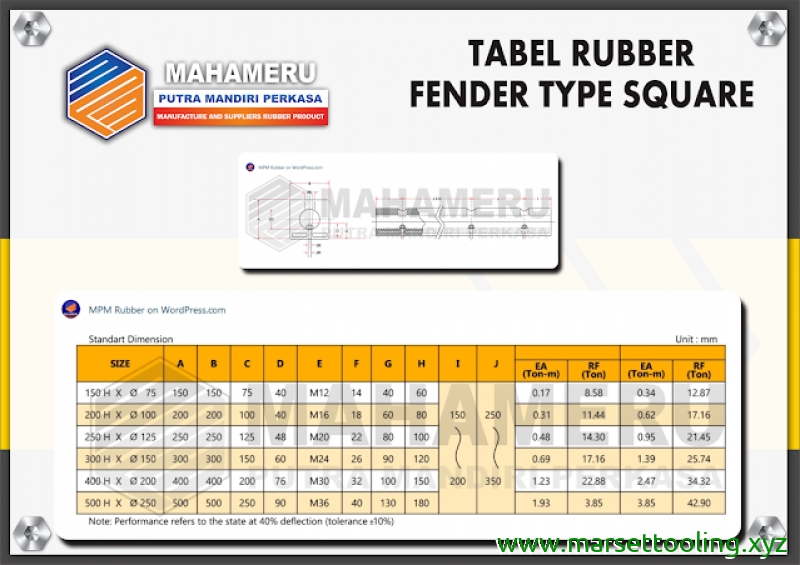 MAHAMERU
PUTRA MANDIRI PERKASA
MANUFACTURE AND SUPPLIERS RUBBER PRODUCT
TABEL RUBBER
FENDER TYPE SQUARE
MPM Rubber on WordPress.com
MAHAMERU
PUTRA MANDIRI PERKASA
MPM Rubber on WordPress.com
Standart Dimension Unit : mm
SIZE A B C D E F G H I J EA (Ton-m) RF (Ton) EA (Ton-m) RF (Ton)
150 H X Ø 75 150 150 75 40 M12 14 40 60 0.17 8.58 0.34 12.87
200 H X Ø 100 200 200 100 40 M16 18 60 80 150 250 0.31 11.44 0.62 17.16
250 H X Ø 125 250 250 125 48 M20 22 80 100 0.48 14.30 0.95 21.45
300 H X Ø 150 300 300 150 60 M24 26 90 120 0.69 17.16 1.39 25.74
400 H X Ø 200 400 400 200 76 M30 32 100 150 200 350 1.23 22.88 2.47 34.32
500 H X Ø 250 500 500 250 90 M36 40 130 180 1.93 3.85 3.85 42.90
MAHAMERU
PUTRA MANDIRI PERKASA
Note: Performance refers to the state at 40% deflection (tolerance ±10%)
www.marsettooling.xyz